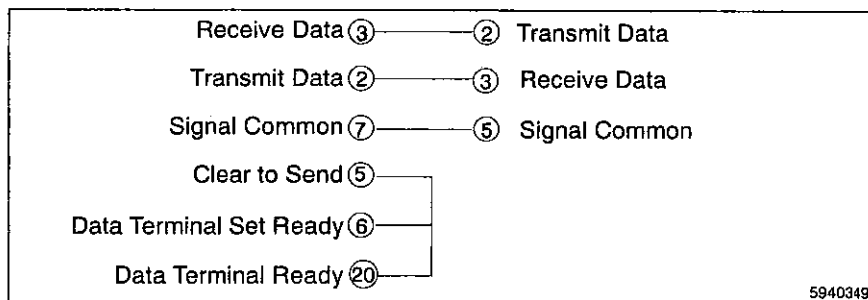 Receive Data 3 2 Transmit Data
Transmit Data 2 3 Receive Data
Signal Common 7 5 Signal Common
Clear to Send 5
Data Terminal Set Ready 6
Data Terminal Ready 20
5940349